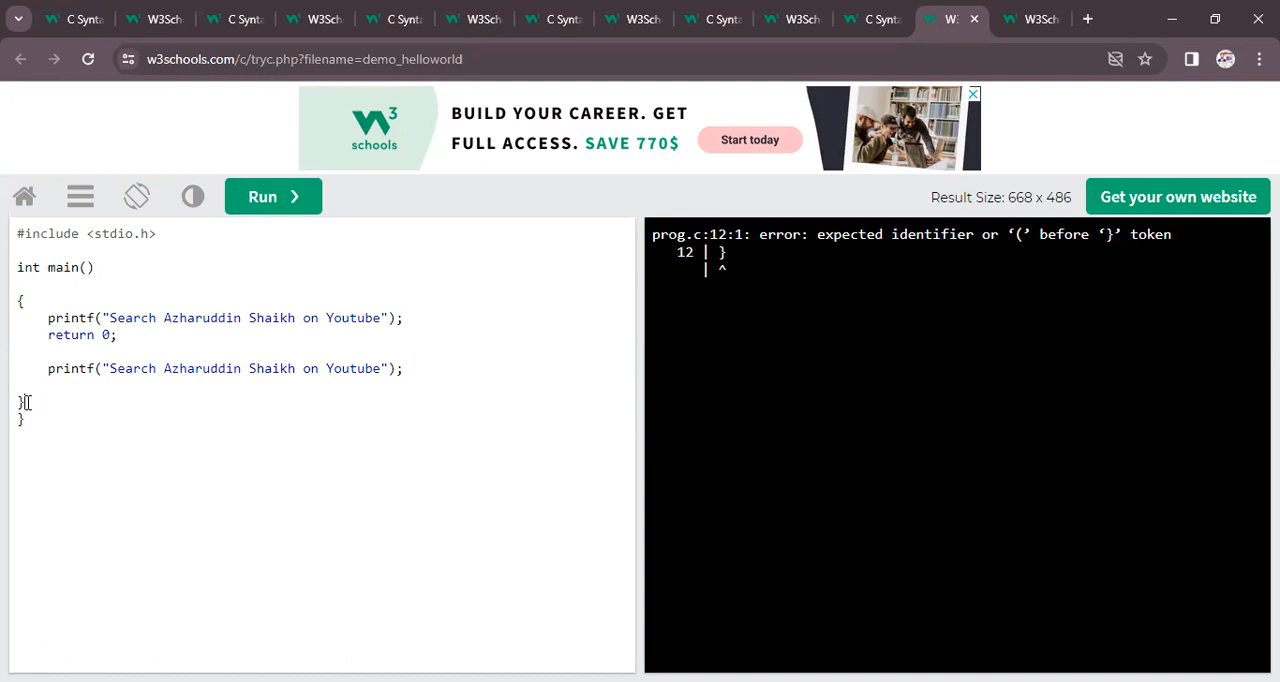 C Synta W3Sch C Synta W3Sch C Synta W3Sch C Synta W3Sch C Synta W3Sch C Synta W3 W3Sch
w3schools.com/c/tryc.php?filename=demo_helloworld
W3 schools
BUILD YOUR CAREER. GET
FULL ACCESS. SAVE 770$
Start today
Run ❯
Result Size: 668 x 486
Get your own website
#include <stdio.h>
int main()
{
printf("Search Azharuddin Shaikh on Youtube");
return 0;
printf("Search Azharuddin Shaikh on Youtube");
}
}
prog.c:12:1: error: expected identifier or ‘(’ before ‘}’ token
12 | }
| ^